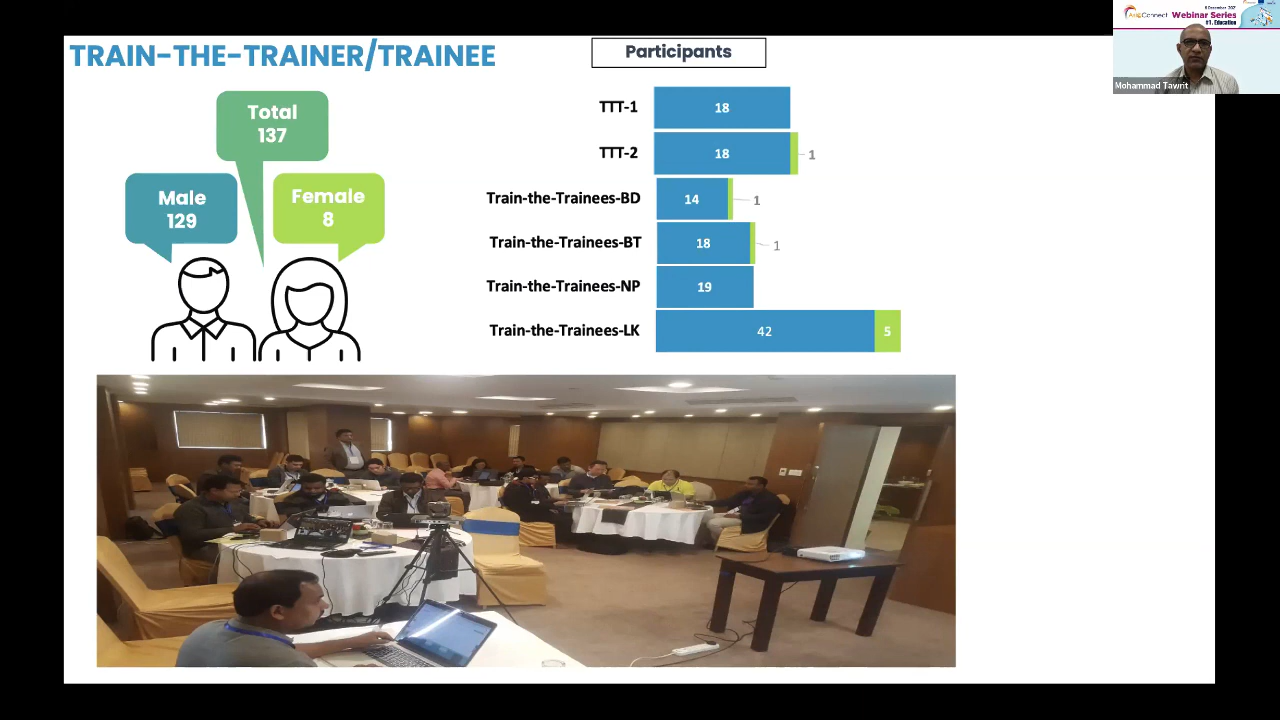 TRAIN-THE-TRAINER/TRAINEE
Total
137
Male
129
Female
8
Participants
TTT-1
18
TTT-2
18
1
Train-the-Trainees-BD
14
1
Train-the-Trainees-BT
18
1
Train-the-Trainees-NP
19
Train-the-Trainees-LK
42
5
Webinar Series
#1. Education
Mohammad Tawrit